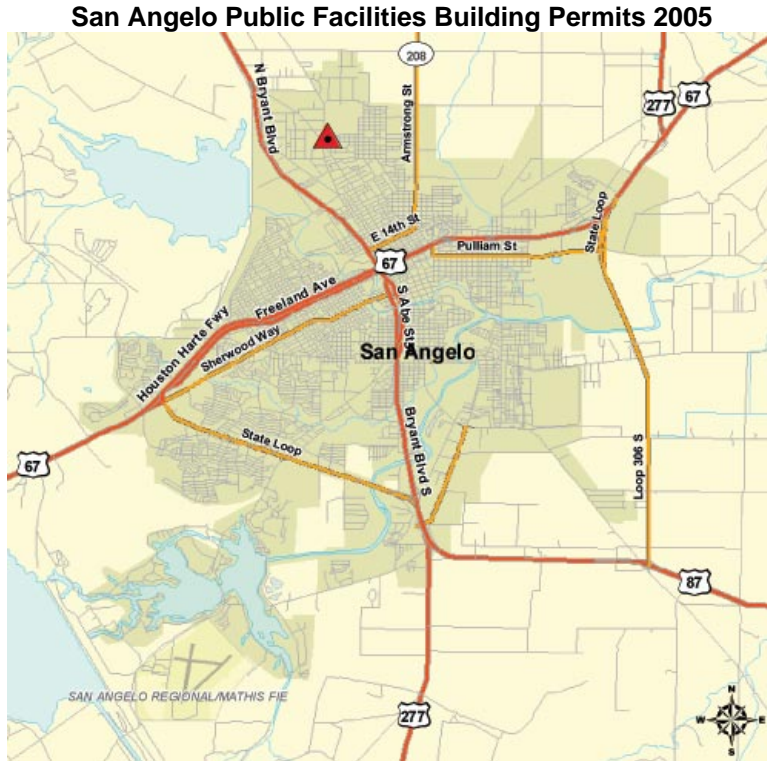 San Angelo Public Facilities Building Permits 2005
208
277
67
N Bryant Blvd
Armstrong St
E 14th St
Pulliam St
State Loop
67
Freeland Ave
Houston Harte Fwy
Sherwood Way
S Abe St
San Angelo
State Loop
Bryant Blvd S
Loop 306 S
67
87
SAN ANGELO REGIONAL/MATHIS FIE
277
N
W
E
S